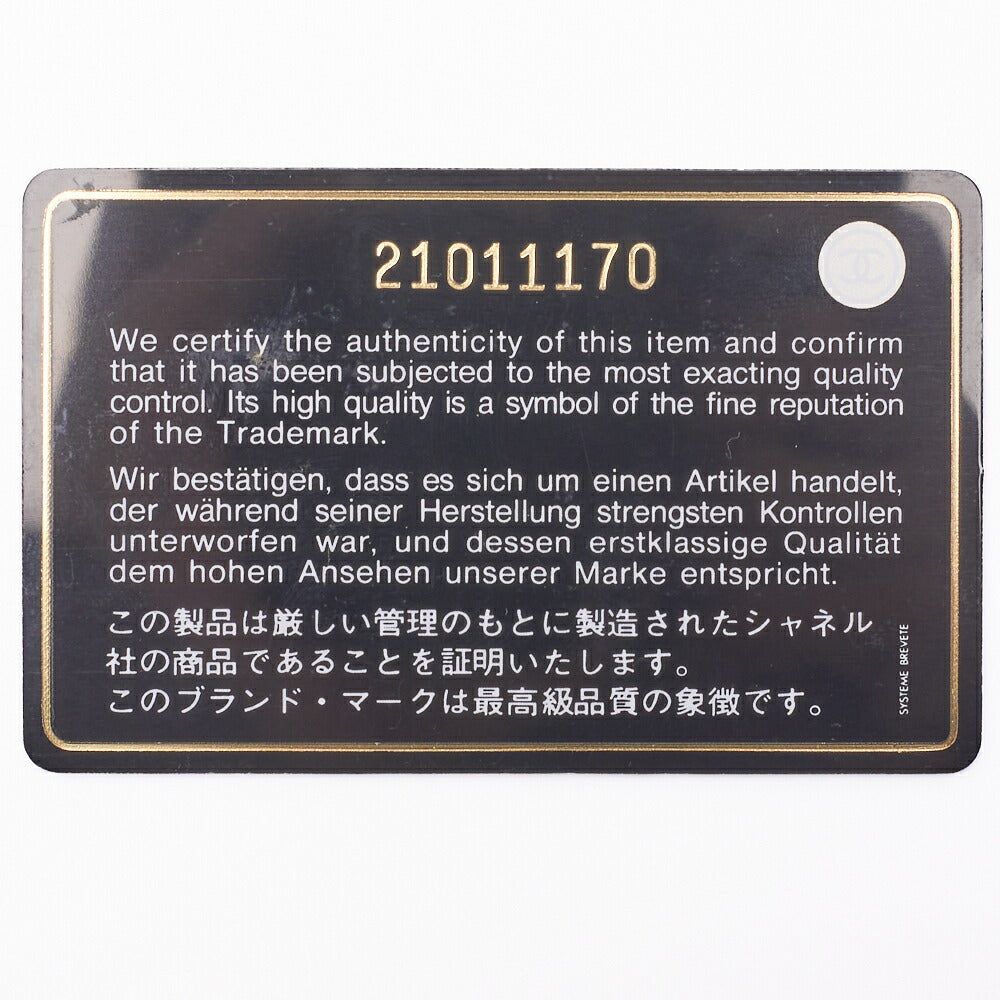 21011170
We certify the authenticity of this item and confirm
that it has been subjected to the most exacting quality
control. Its high quality is a symbol of the fine reputation
of the Trademark.
Wir bestätigen, dass es sich um einen Artikel handelt,
der während seiner Herstellung strengsten Kontrollen
unterworfen war, und dessen erstklassige Qualität
dem hohen Ansehen unserer Marke entspricht.
この製品は厳しい管理のもとに製造されたシャネル
社の商品であることを証明いたします。
このブランド・マークは最高級品質の象徴です。
SYSTEME BREVETE